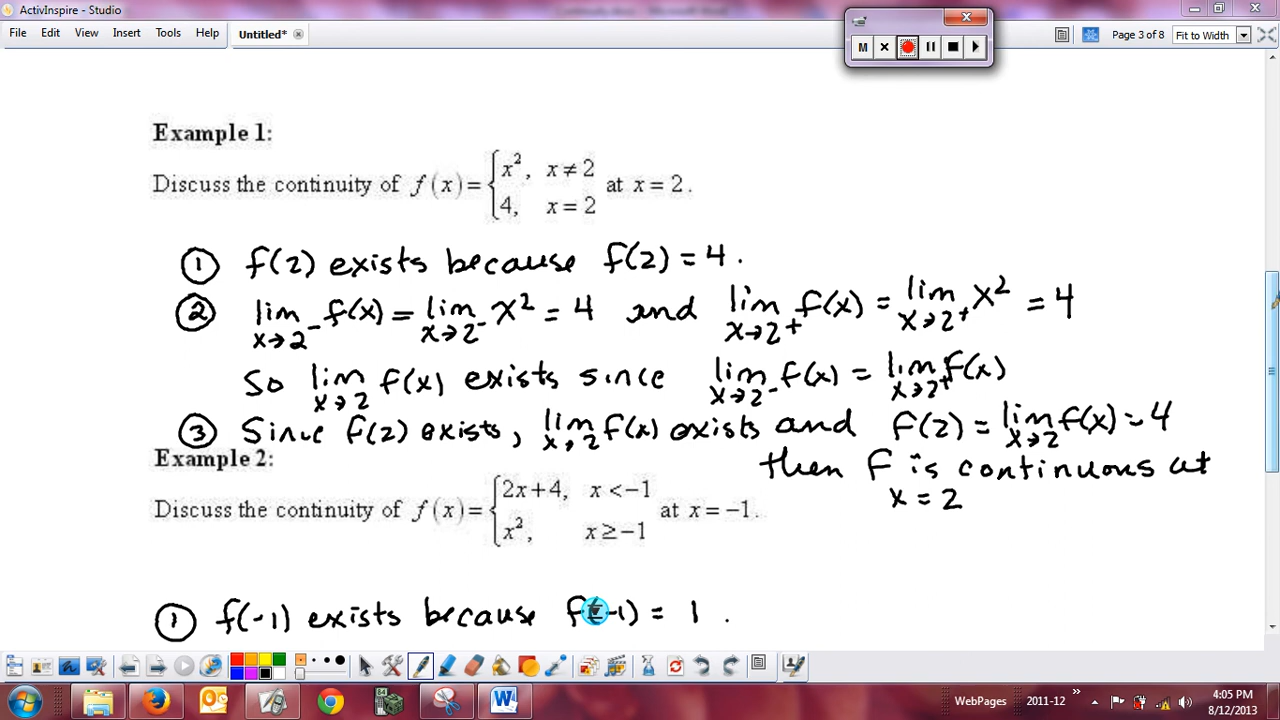 ActivInspire - Studio
File Edit View Insert Tools Help Untitled* Page 3 of 8 Fit to Width
M
Example 1:
Discuss the continuity of f(x) = { x², x ≠ 2
4, x = 2 at x = 2.
① f(2) exists because f(2) = 4.
② lim x→2⁻ f(x) = lim x→2⁻ x² = 4 and lim x→2⁺ f(x) = lim x→2⁺ x² = 4
So lim x→2 f(x) exists since lim x→2⁻ f(x) = lim x→2⁺ f(x)
③ Since f(2) exists, lim x→2 f(x) exists and f(2) = lim x→2 f(x) = 4
then f is continuous at
x = 2
Example 2:
Discuss the continuity of f(x) = { 2x+4, x < -1
x², x ≥ -1 at x = -1.
① f(-1) exists because f(-1) = 1.
WebPages 2011-12 » 4:05 PM
8/12/2013